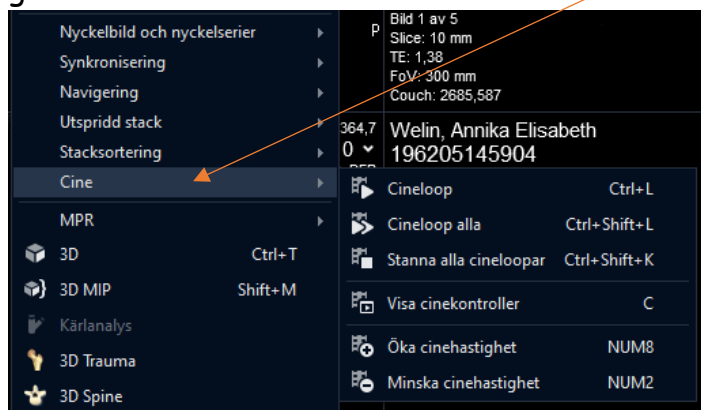 g
Nyckelbild och nyckelserier
Synkronisering
Navigering
Utspridd stack
Stacksortering
Cine
MPR
3D Ctrl+T
3D MIP Shift+M
Kärlanalys
3D Trauma
3D Spine
P
Bild 1 av 5
Slice: 10 mm
TE: 1,38
FoV: 300 mm
Couch: 2685,587
364,7
0
Welin, Annika Elisabeth
196205145904
Cineloop Ctrl+L
Cineloop alla Ctrl+Shift+L
Stanna alla cineloopar Ctrl+Shift+K
Visa cinekontroller C
Öka cinehastighet NUM8
Minska cinehastighet NUM2